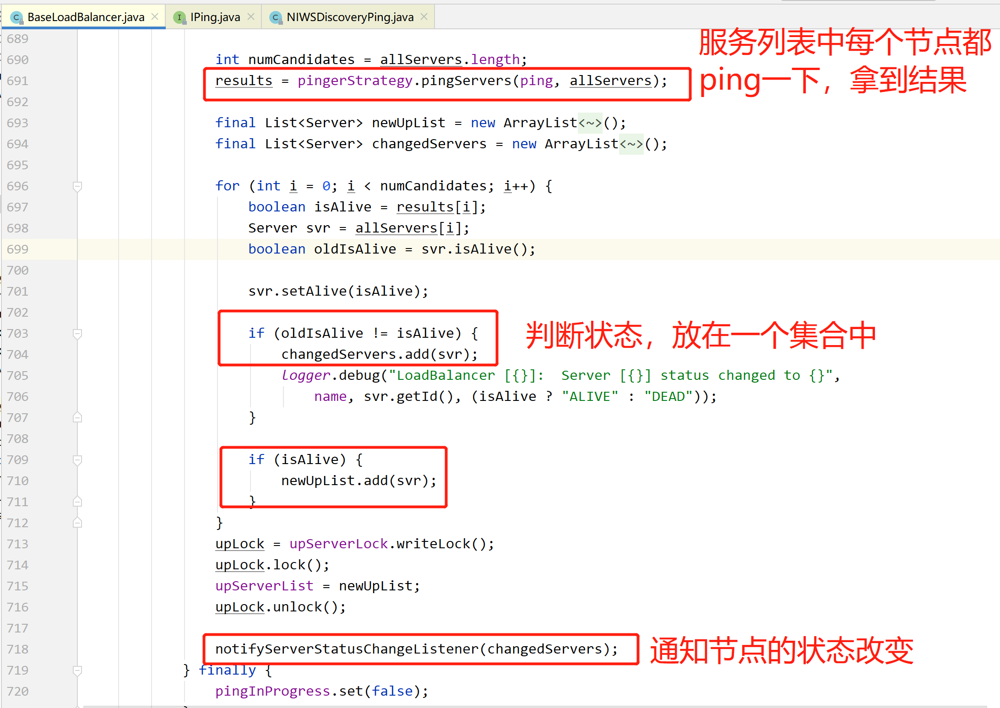 BaseLoadBalancer.java IPing.java NIWSDiscoveryPing.java
689
服务列表中每个节点都
690 int numCandidates = allServers.length;
691 results = pingerStrategy.pingServers(ping, allServers);
ping一下，拿到结果
692
693 final List<Server> newUpList = new ArrayList<~>();
694 final List<Server> changedServers = new ArrayList<~>();
695
696 for (int i = 0; i < numCandidates; i++) {
697 boolean isAlive = results[i];
698 Server svr = allServers[i];
699 boolean oldIsAlive = svr.isAlive();
700
701 svr.setAlive(isAlive);
702
703 if (oldIsAlive != isAlive) {
判断状态，放在一个集合中
704 changedServers.add(svr);
705 logger.debug("LoadBalancer [{}]:  Server [{}] status changed to {}",
706 name, svr.getId(), (isAlive ? "ALIVE" : "DEAD"));
707 }
708
709 if (isAlive) {
710 newUpList.add(svr);
711 }
712 }
713 upLock = upServerLock.writeLock();
714 upLock.lock();
715 upServerList = newUpList;
716 upLock.unlock();
717
718 notifyServerStatusChangeListener(changedServers);
通知节点的状态改变
719 } finally {
720 pingInProgress.set(false);